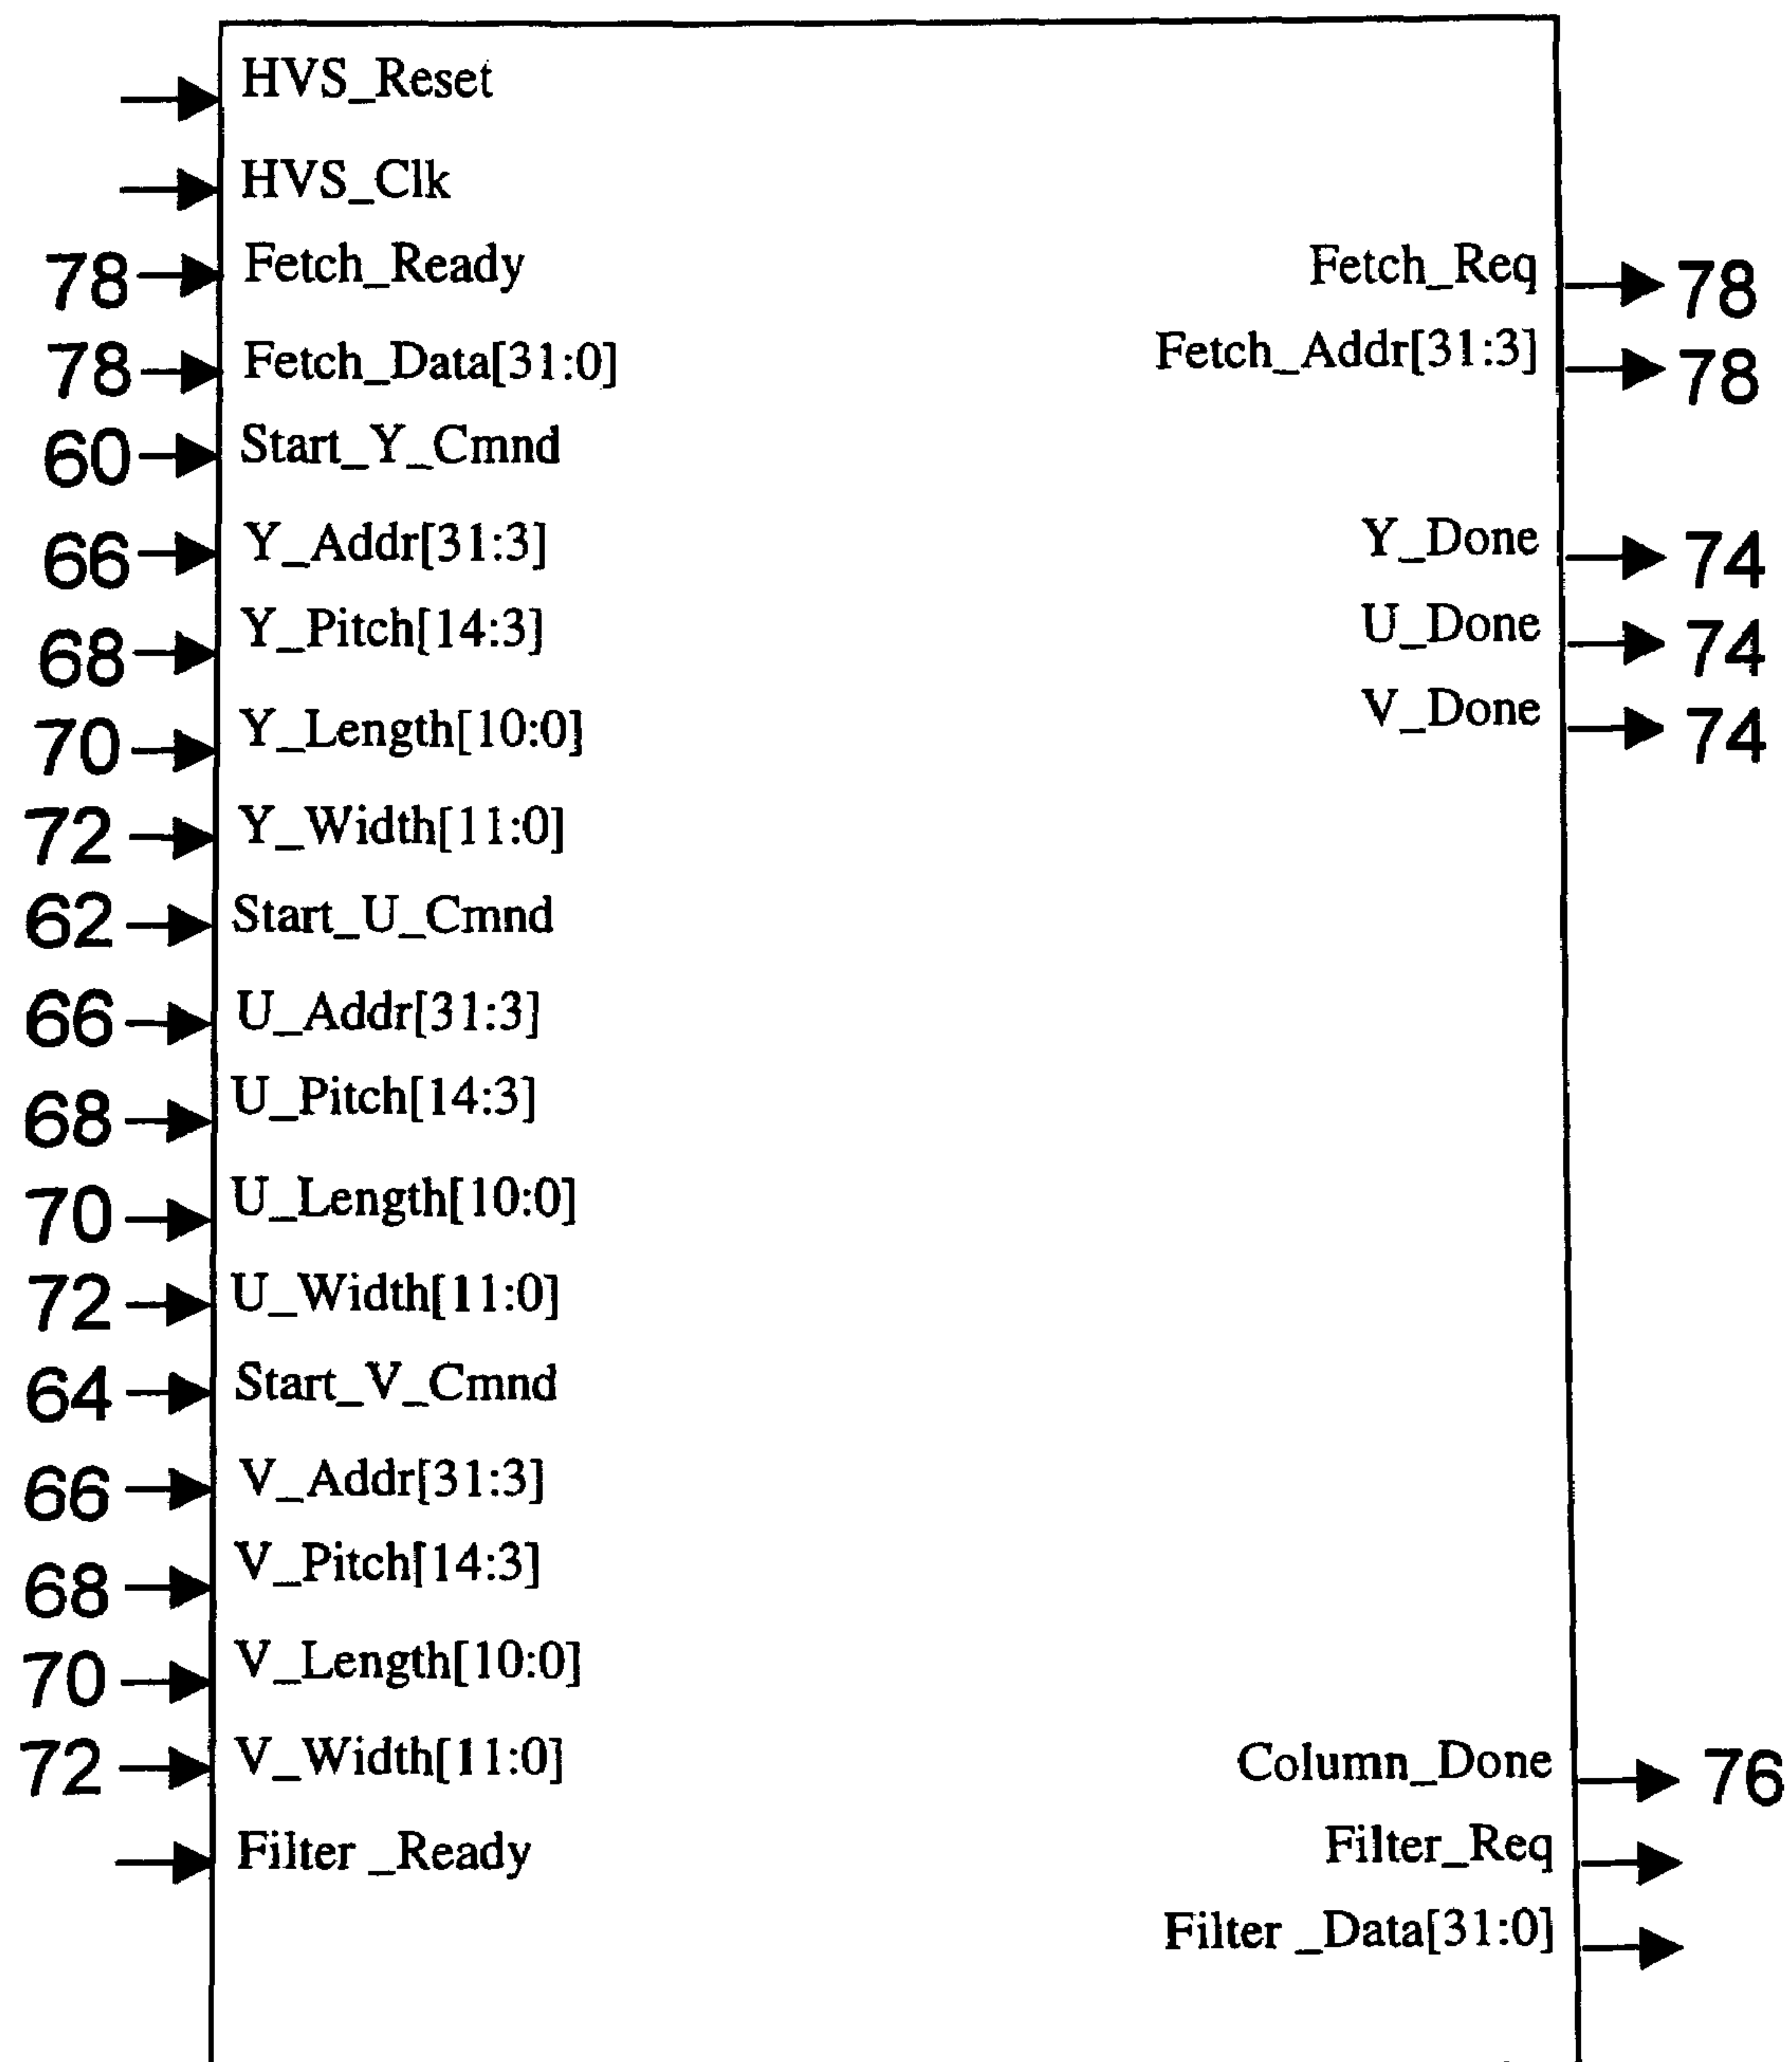 HVS_Reset
HVS_Clk
78 Fetch_Ready Fetch_Req 78
78 Fetch_Data[31:0] Fetch_Addr[31:3] 78
60 Start_Y_Cmnd
66 Y_Addr[31:3] Y_Done 74
68 Y_Pitch[14:3] U_Done 74
70 Y_Length[10:0] V_Done 74
72 Y_Width[11:0]
62 Start_U_Cmnd
66 U_Addr[31:3]
68 U_Pitch[14:3]
70 U_Length[10:0]
72 U_Width[11:0]
64 Start_V_Cmnd
66 V_Addr[31:3]
68 V_Pitch[14:3]
70 V_Length[10:0]
72 V_Width[11:0] Column_Done 76
Filter _Ready Filter_Req
Filter _Data[31:0]